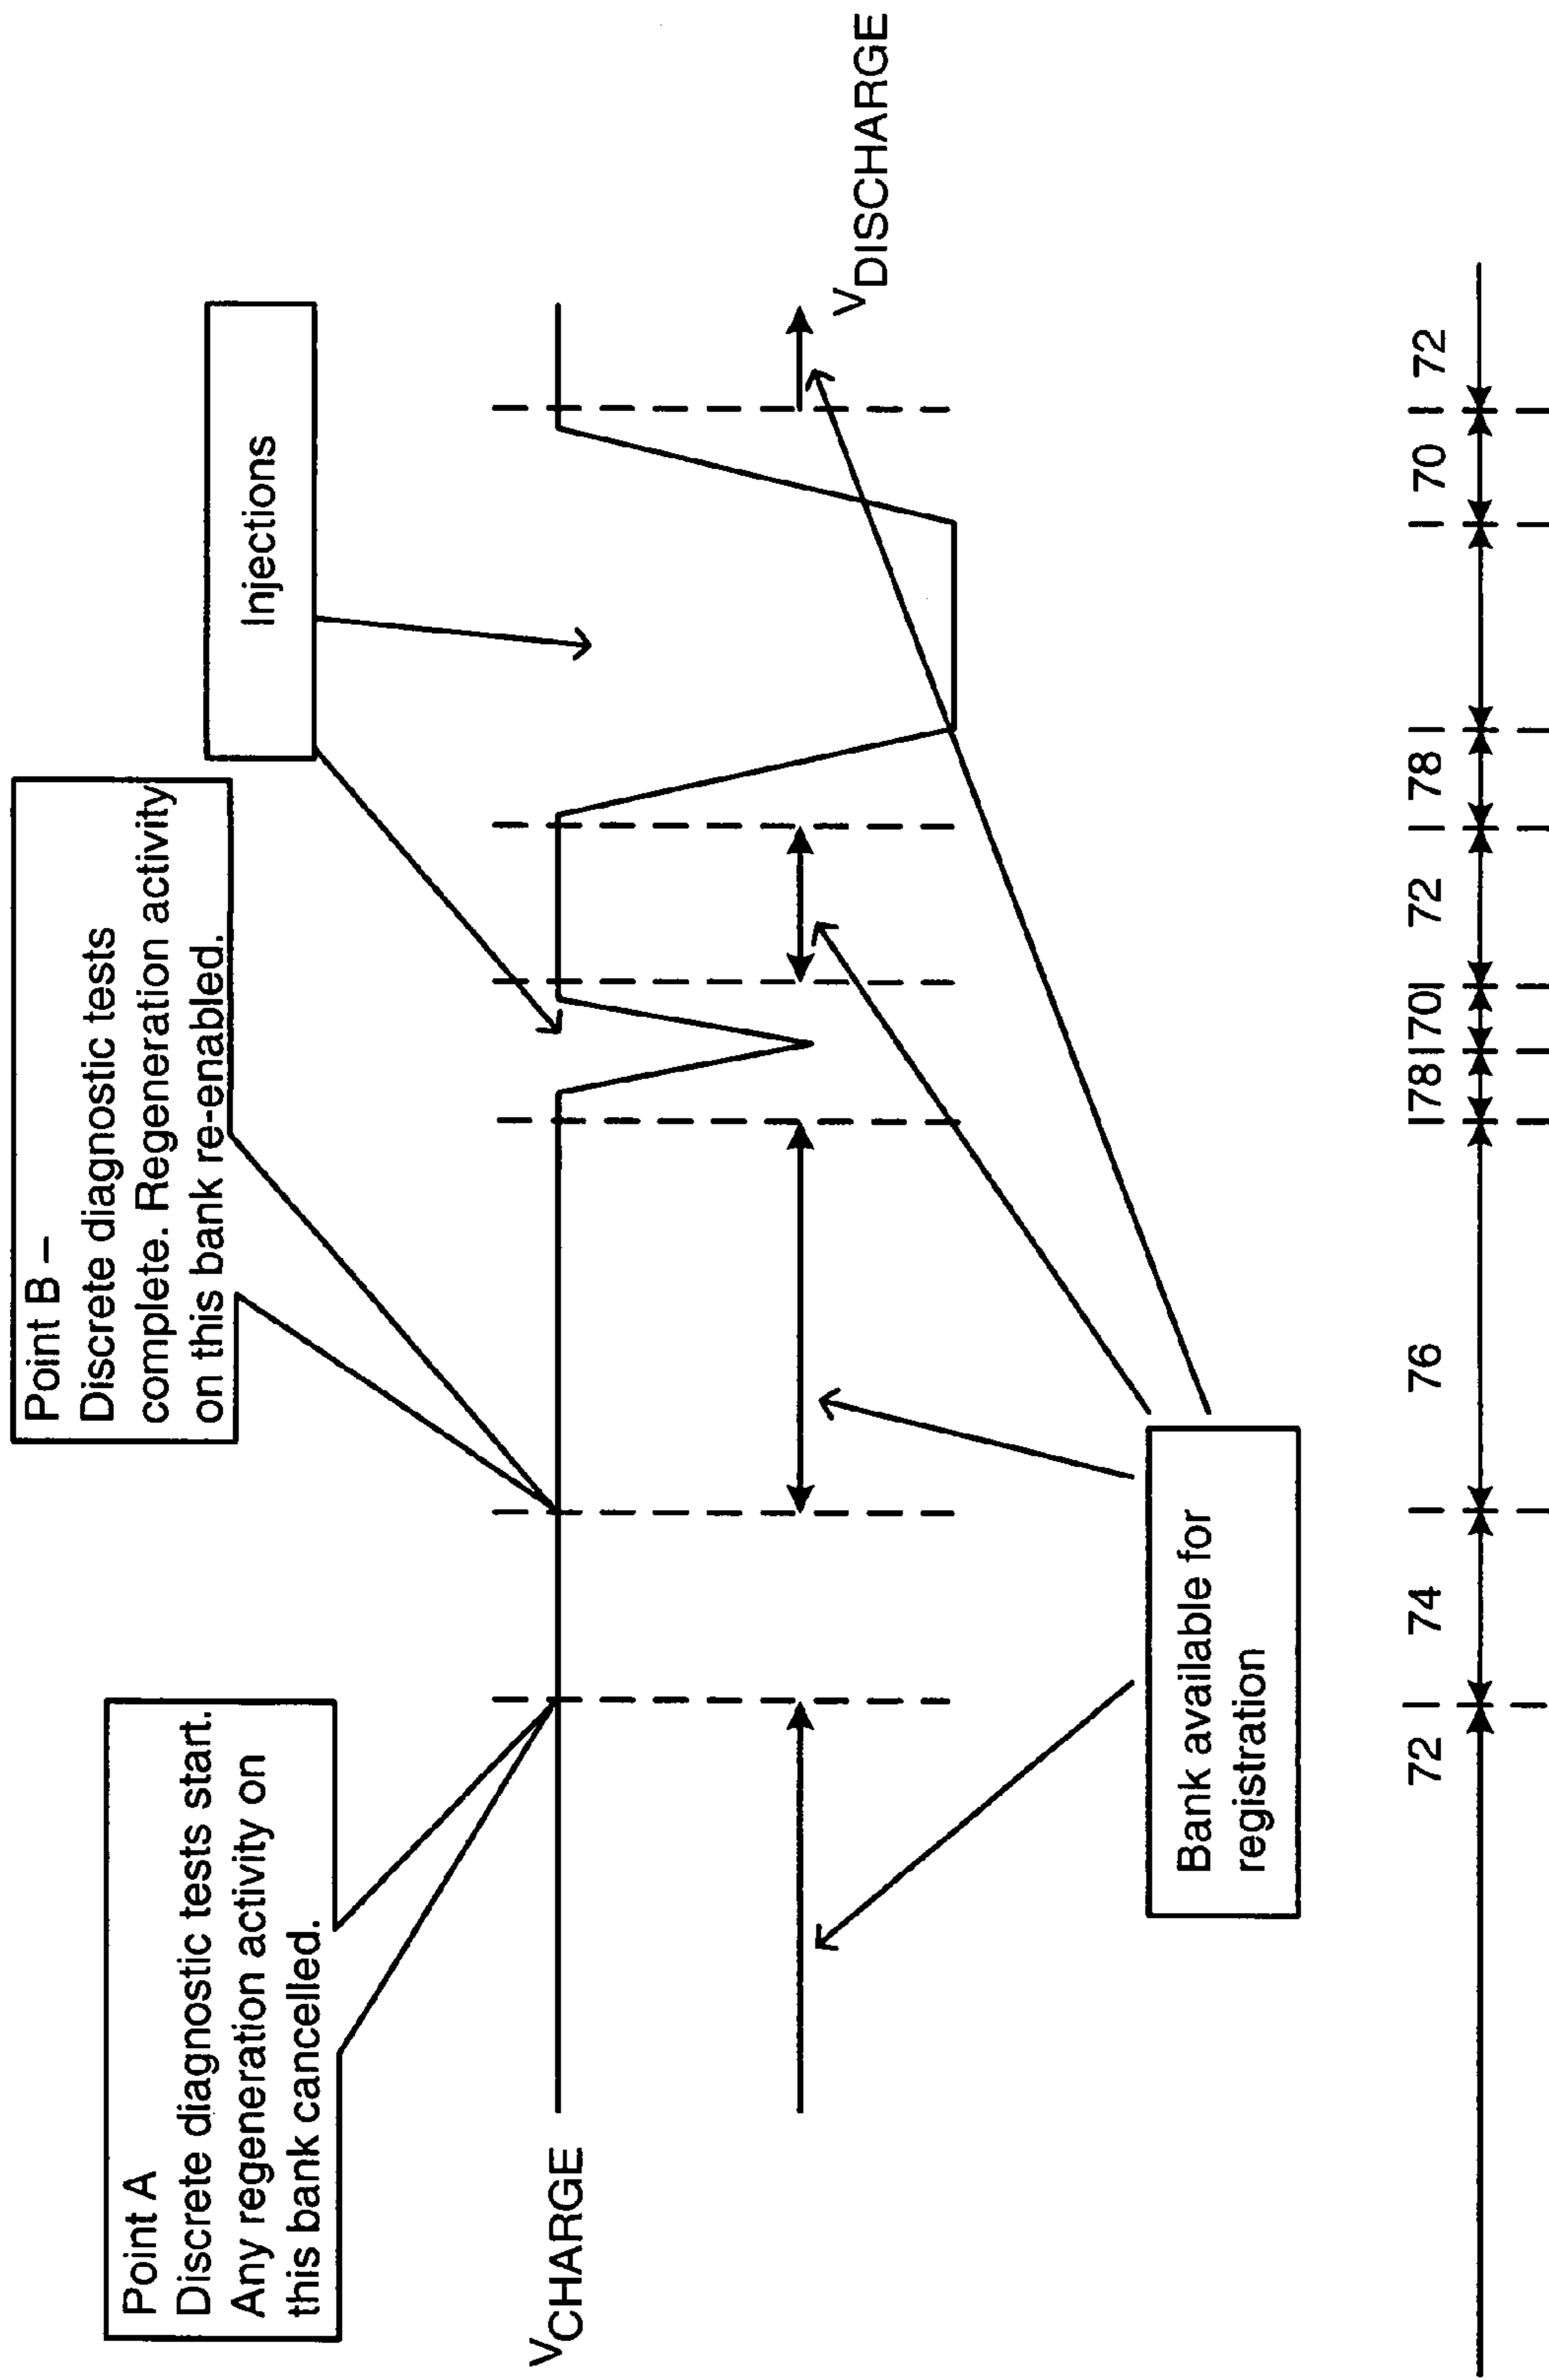 Point A
Discrete diagnostic tests start.
Any regeneration activity on
this bank cancelled.
Point B –
Discrete diagnostic tests
complete. Regeneration activity
on this bank re-enabled.
Injections
VCHARGE
VDISCHARGE
Bank available for
registration
72
74
76
78
70
72
78
70
72